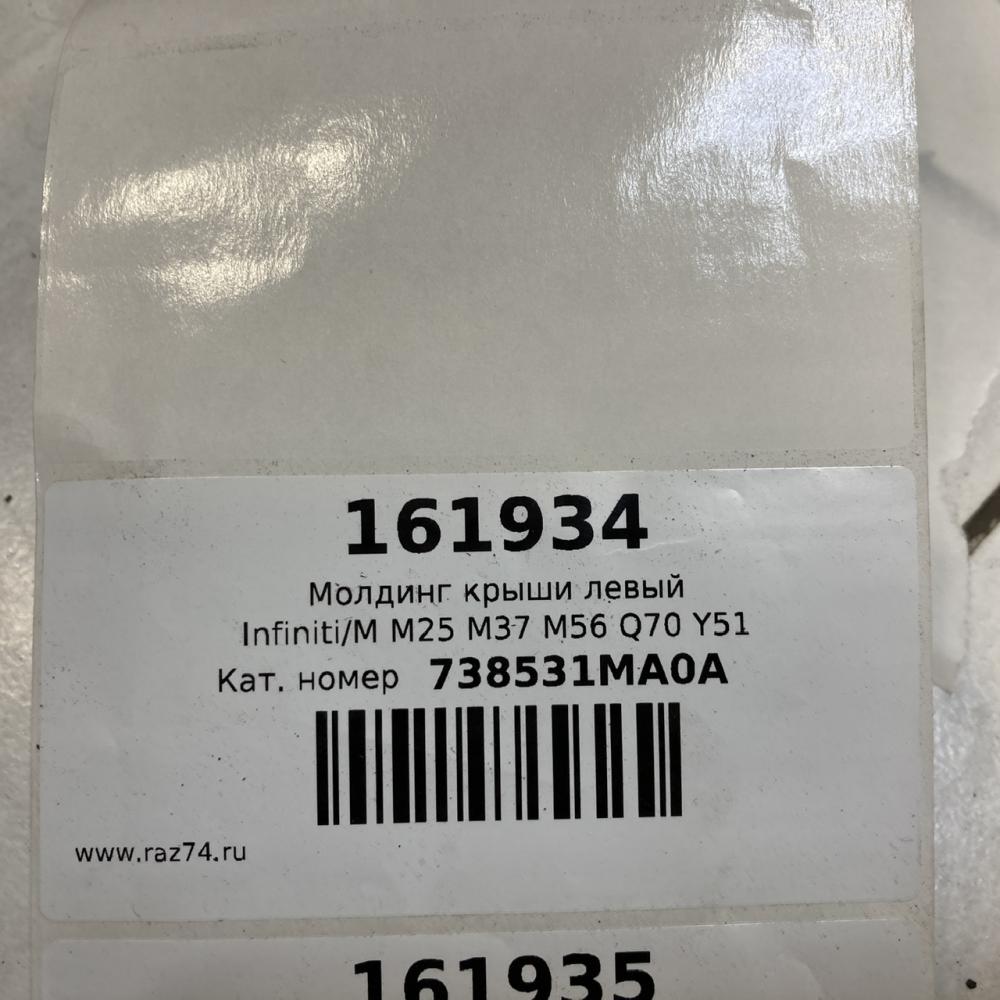 161934
Молдинг крыши левый
Infiniti/M M25 M37 M56 Q70 Y51
Кат. номер 738531MA0A
www.raz74.ru
161935